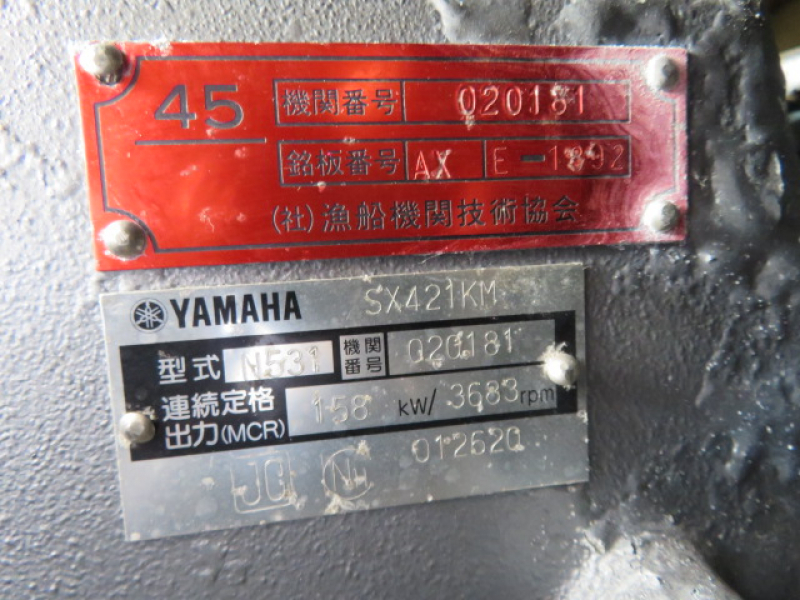 45
機関番号 020181
銘板番号 AX E-1892
(社)漁船機関技術協会
YAMAHA SX421KM
型式 N531 機関番号 020181
連続定格出力(MCR) 158 kW/ 3683rpm
012620
JG N